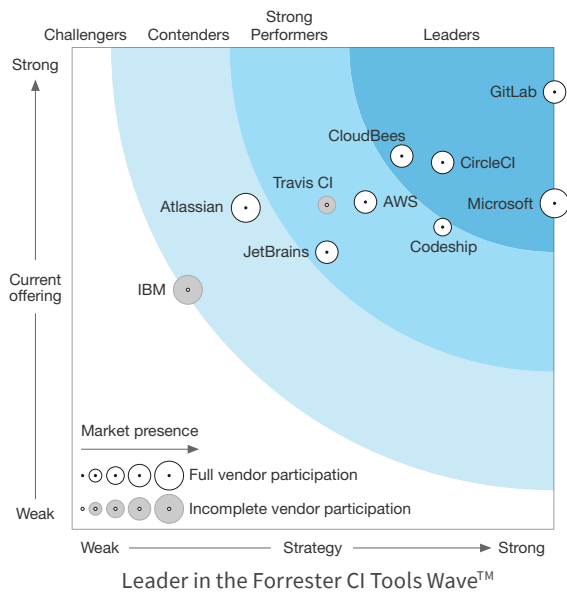 Challengers
Contenders
Strong
Performers
Leaders
Strong
GitLab
CloudBees
CircleCI
Travis CI
AWS
Microsoft
Atlassian
Codeship
JetBrains
Current
offering
IBM
Market presence
Full vendor participation
Incomplete vendor participation
Weak
Weak
Strategy
Strong
Leader in the Forrester CI Tools Wave™